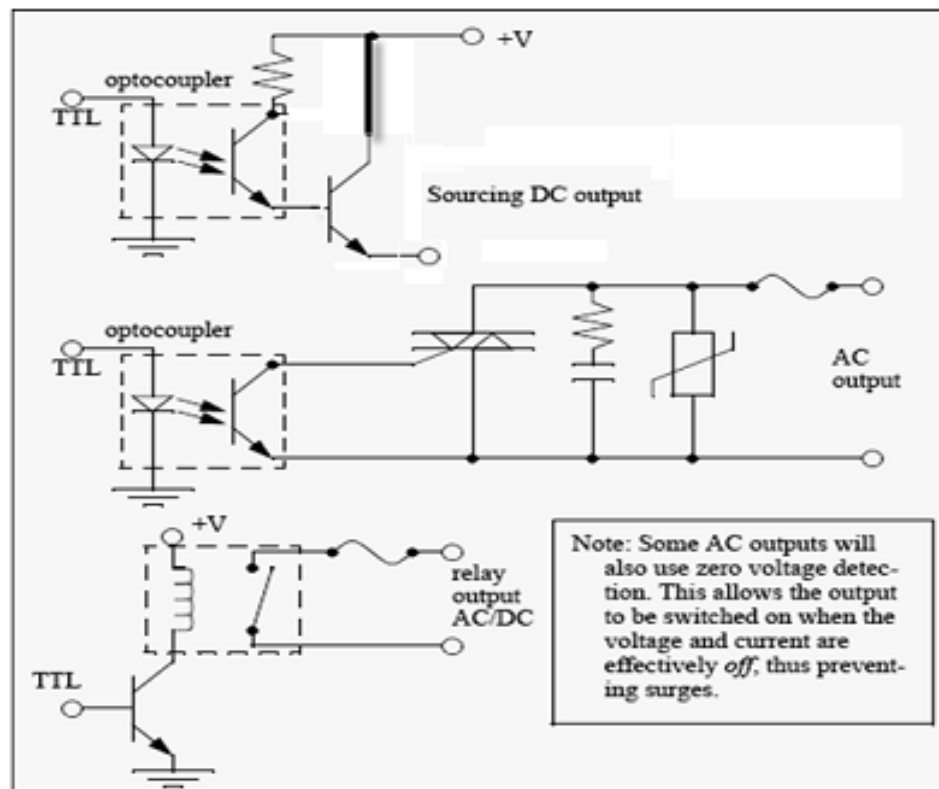 +V
optocoupler
TTL
Sourcing DC output
optocoupler
TTL
AC
output
+V
relay
output
AC/DC
TTL
Note: Some AC outputs will
also use zero voltage detec-
tion. This allows the output
to be switched on when the
voltage and current are
effectively off, thus prevent-
ing surges.